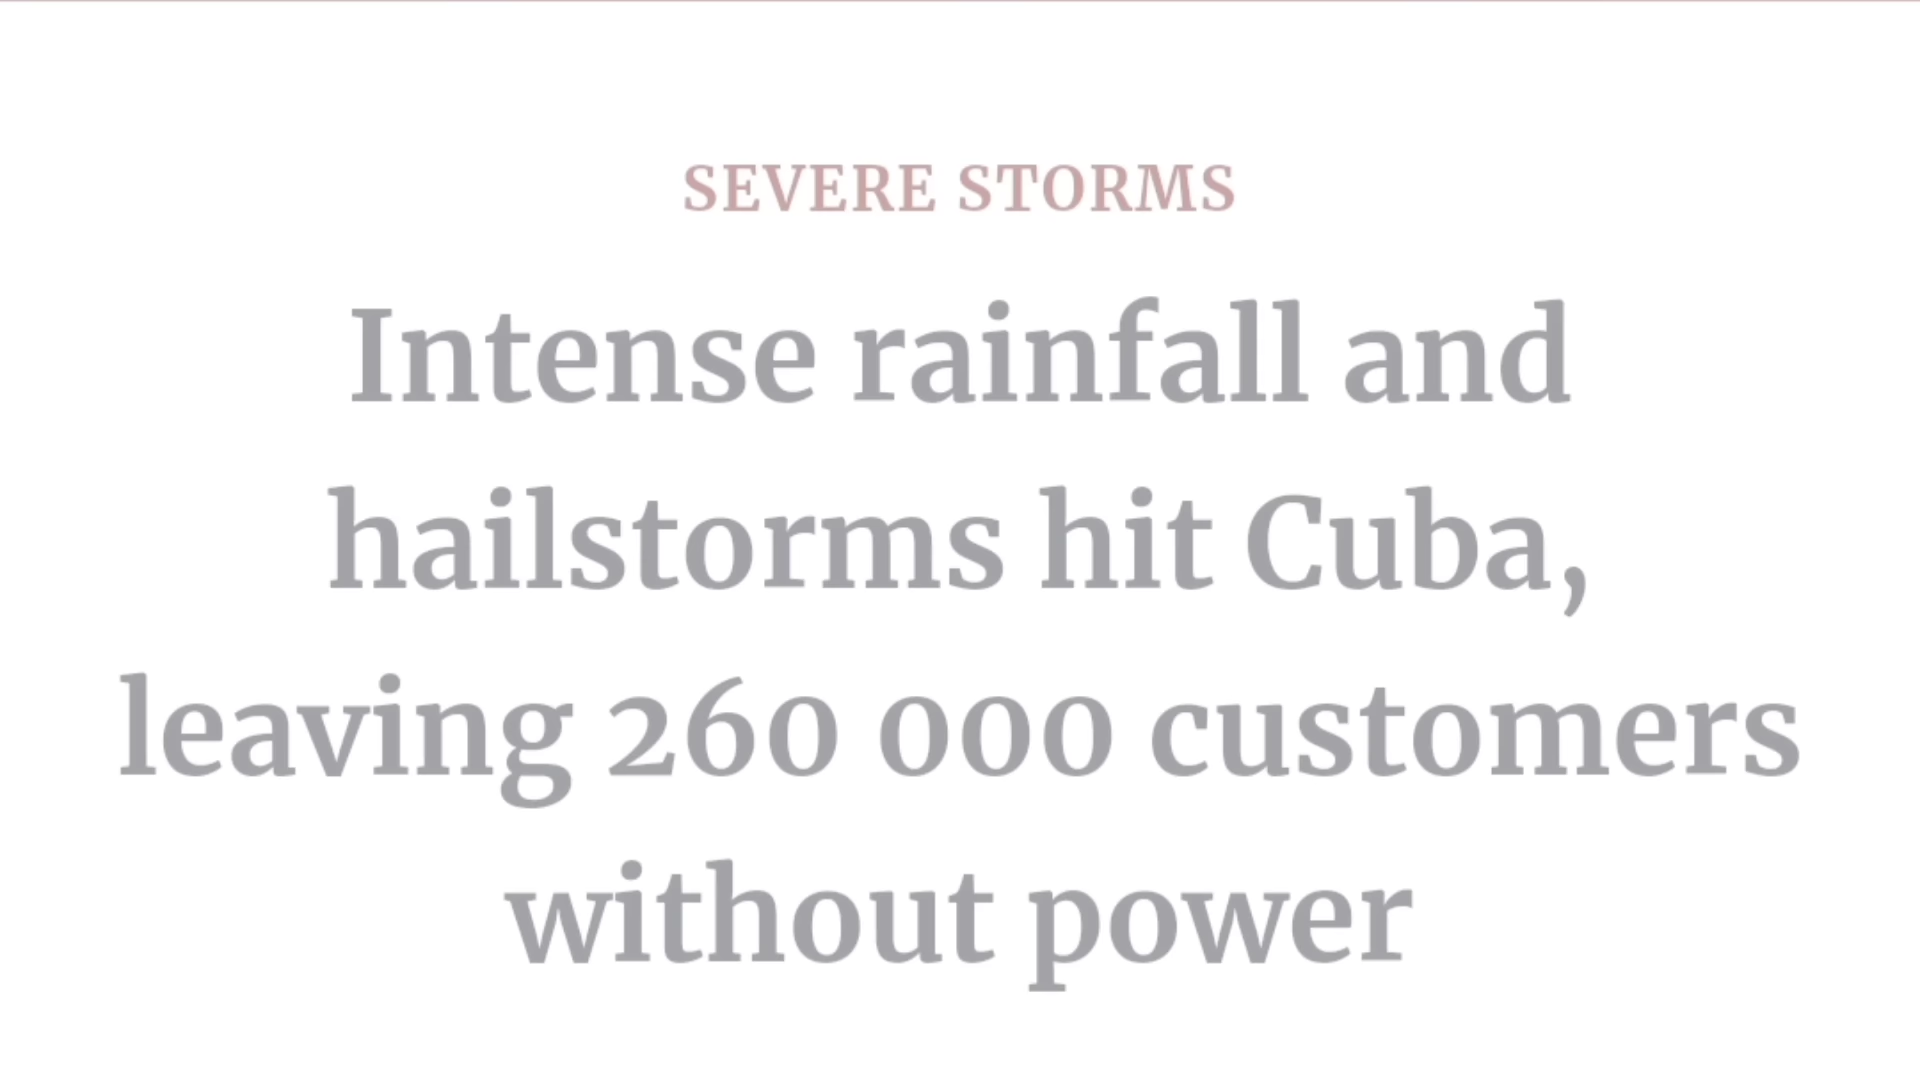 SEVERE STORMS
Intense rainfall and
hailstorms hit Cuba,
leaving 260 000 customers
without power